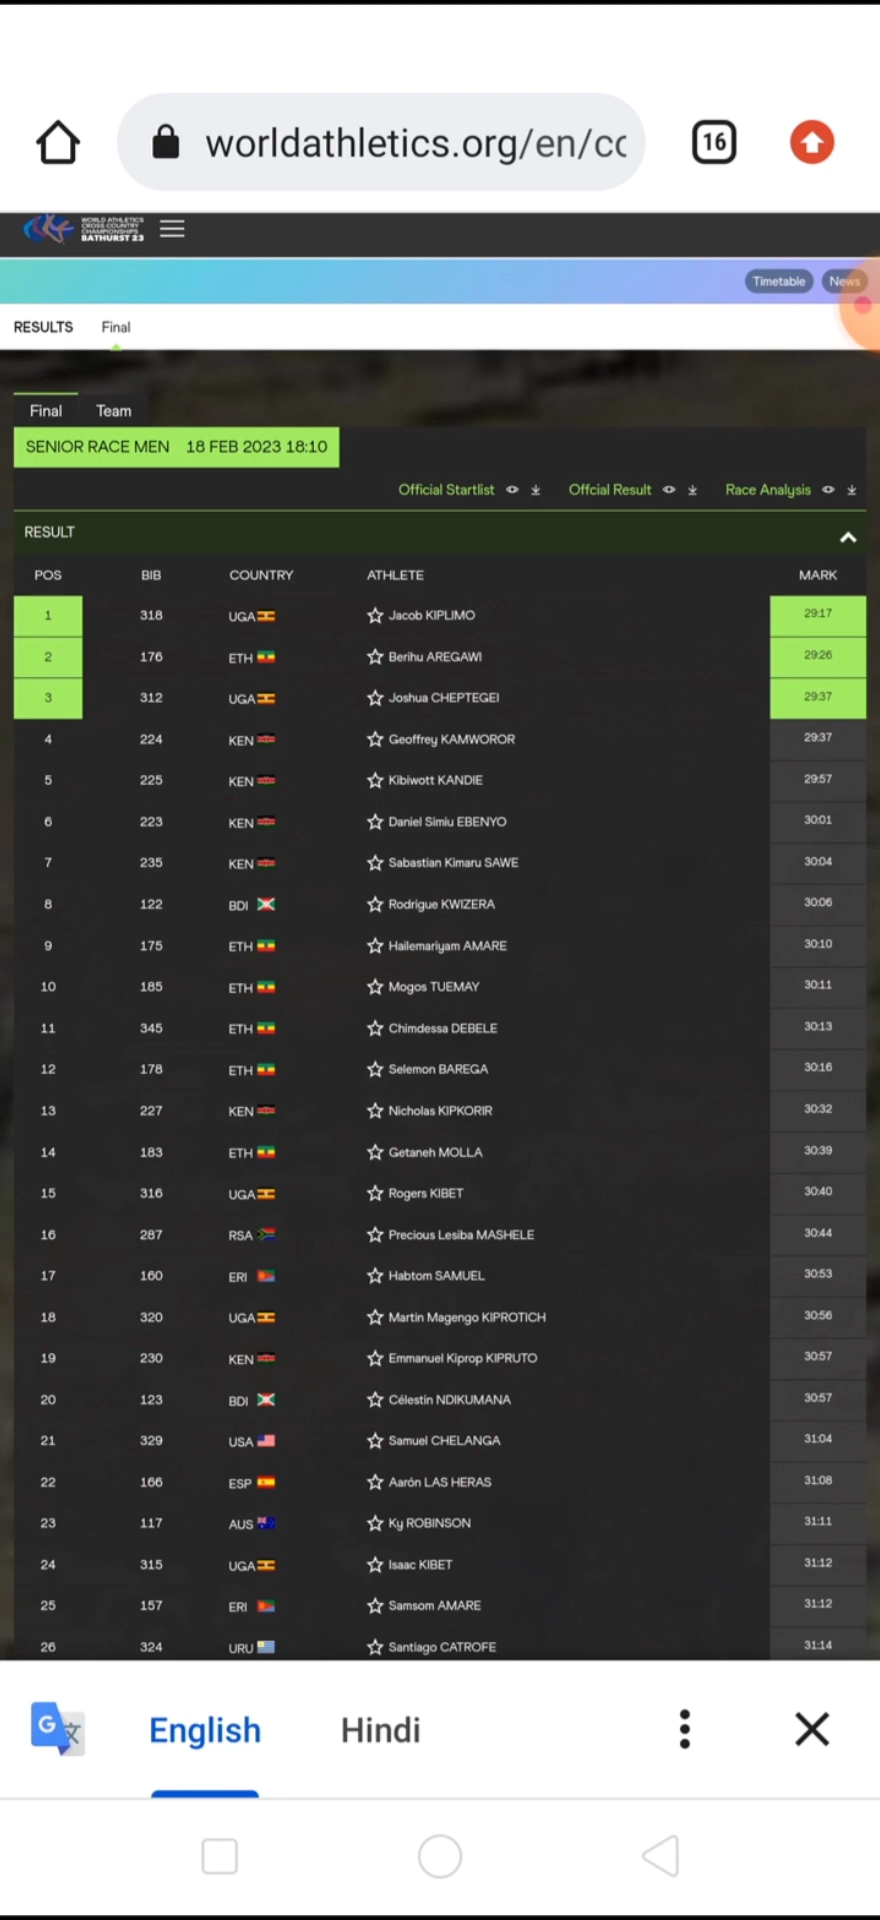 worldathletics.org/en/cc
16
WORLD ATHLETICS
CROSS COUNTRY
CHAMPIONSHIPS
BATHURST 23
Timetable News
RESULTS Final
Final Team
SENIOR RACE MEN 18 FEB 2023 18:10
Official Startlist Offcial Result Race Analysis
RESULT
POS BIB COUNTRY ATHLETE MARK
1 318 UGA Jacob KIPLIMO 29:17
2 176 ETH Berihu AREGAWI 29:26
3 312 UGA Joshua CHEPTEGEI 29:37
4 224 KEN Geoffrey KAMWOROR 29:37
5 225 KEN Kibiwott KANDIE 29:57
6 223 KEN Daniel Simiu EBENYO 30:01
7 235 KEN Sabastian Kimaru SAWE 30:04
8 122 BDI Rodrigue KWIZERA 30:06
9 175 ETH Hailemariyam AMARE 30:10
10 185 ETH Mogos TUEMAY 30:11
11 345 ETH Chimdessa DEBELE 30:13
12 178 ETH Selemon BAREGA 30:16
13 227 KEN Nicholas KIPKORIR 30:32
14 183 ETH Getaneh MOLLA 30:39
15 316 UGA Rogers KIBET 30:40
16 287 RSA Precious Lesiba MASHELE 30:44
17 160 ERI Habtom SAMUEL 30:53
18 320 UGA Martin Magengo KIPROTICH 30:56
19 230 KEN Emmanuel Kiprop KIPRUTO 30:57
20 123 BDI Célestin NDIKUMANA 30:57
21 329 USA Samuel CHELANGA 31:04
22 166 ESP Aarón LAS HERAS 31:08
23 117 AUS Ky ROBINSON 31:11
24 315 UGA Isaac KIBET 31:12
25 157 ERI Samsom AMARE 31:12
26 324 URU Santiago CATROFE 31:14
G 文 English Hindi